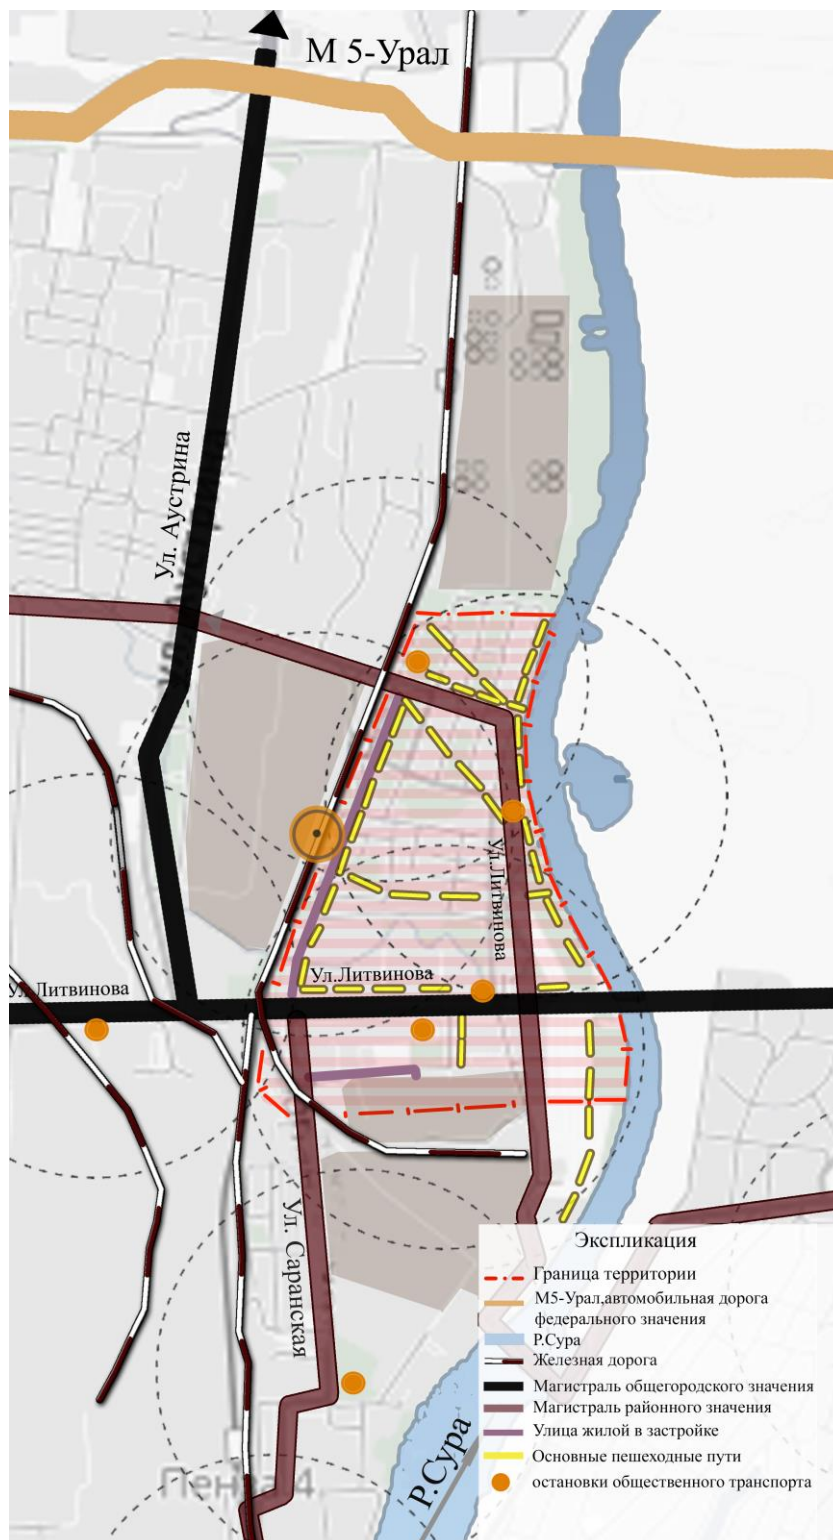 М 5-Урал
Ул. Аустрина
Ул.Литвинова
Ул.Литвинова
Ул.Литвинова
Ул. Саранская
Экспликация
Граница территории
М5-Урал,автомобильная дорога
федерального значения
Р.Сура
Железная дорога
Магистраль общегородского значения
Магистраль районного значения
Улица жилой в застройке
Основные пешеходные пути
остановки общественного транспорта
Р.Сура
Пенза 4